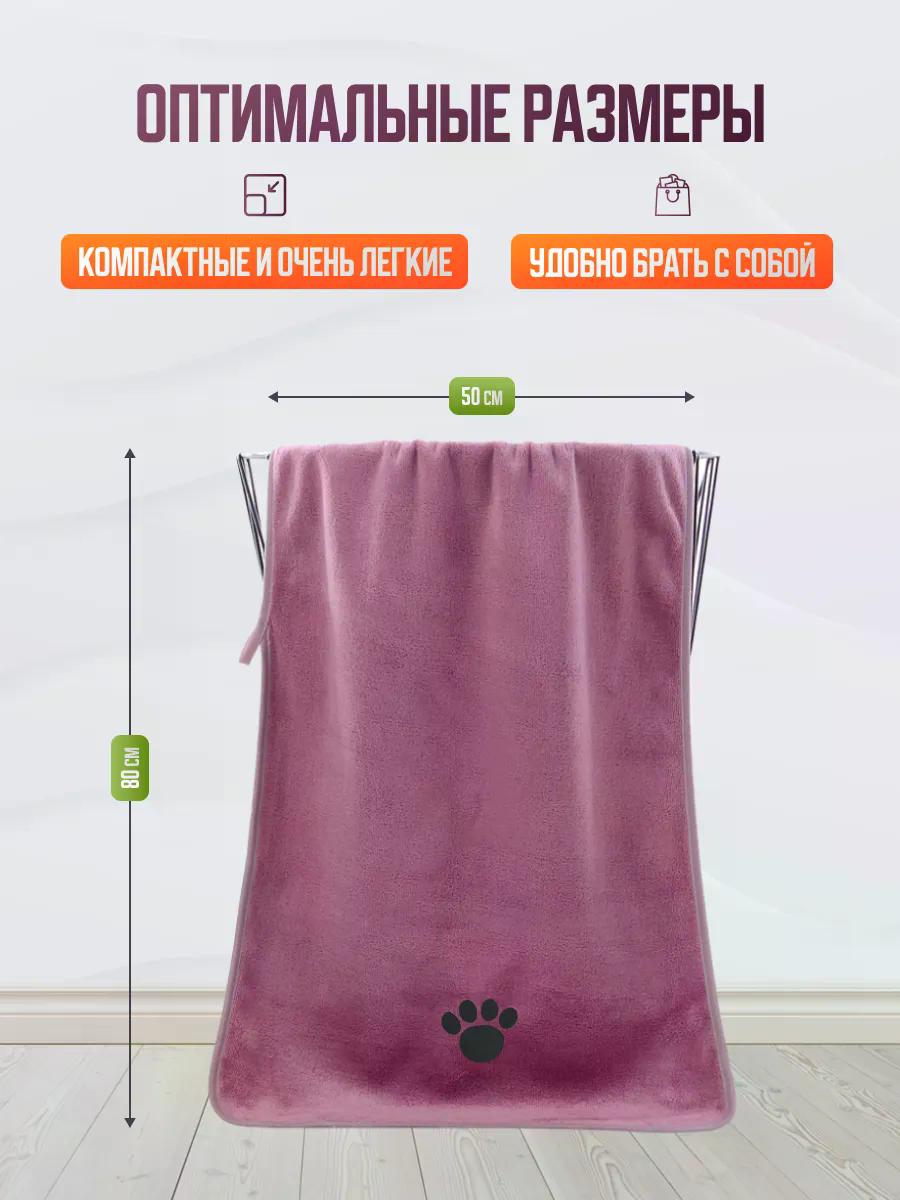 ОПТИМАЛЬНЫЕ РАЗМЕРЫ
КОМПАКТНЫЕ И ОЧЕНЬ ЛЕГКИЕ
УДОБНО БРАТЬ С СОБОЙ
50 СМ
80 СМ